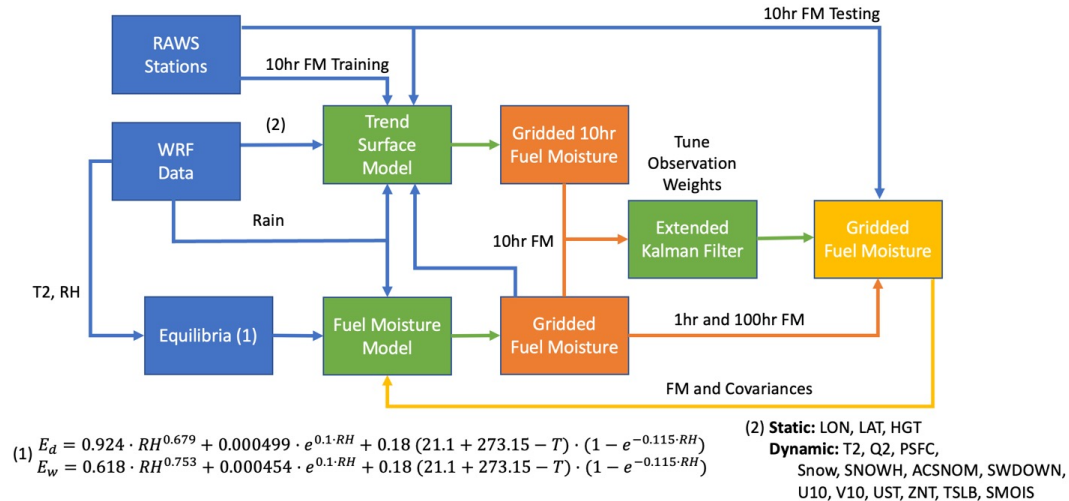 10hr FM Testing
RAWS
Stations
10hr FM Training
(2)
Trend
Surface
Model
Gridded 10hr
Fuel Moisture
Tune
Observation
Weights
WRF
Data
Rain
10hr FM
Extended
Kalman Filter
Gridded
Fuel Moisture
T2, RH
Equilibria (1)
Fuel Moisture
Model
Gridded
Fuel Moisture
1hr and 100hr FM
FM and Covariances
(1) E_d = 0.924 · RH^0.679 + 0.000499 · e^0.1·RH + 0.18 (21.1 + 273.15 − T) · (1 − e^−0.115·RH)
E_w = 0.618 · RH^0.753 + 0.000454 · e^0.1·RH + 0.18 (21.1 + 273.15 − T) · (1 − e^−0.115·RH)
(2) Static: LON, LAT, HGT
Dynamic: T2, Q2, PSFC,
Snow, SNOWH, ACSNOM, SWDOWN,
U10, V10, UST, ZNT, TSLB, SMOIS